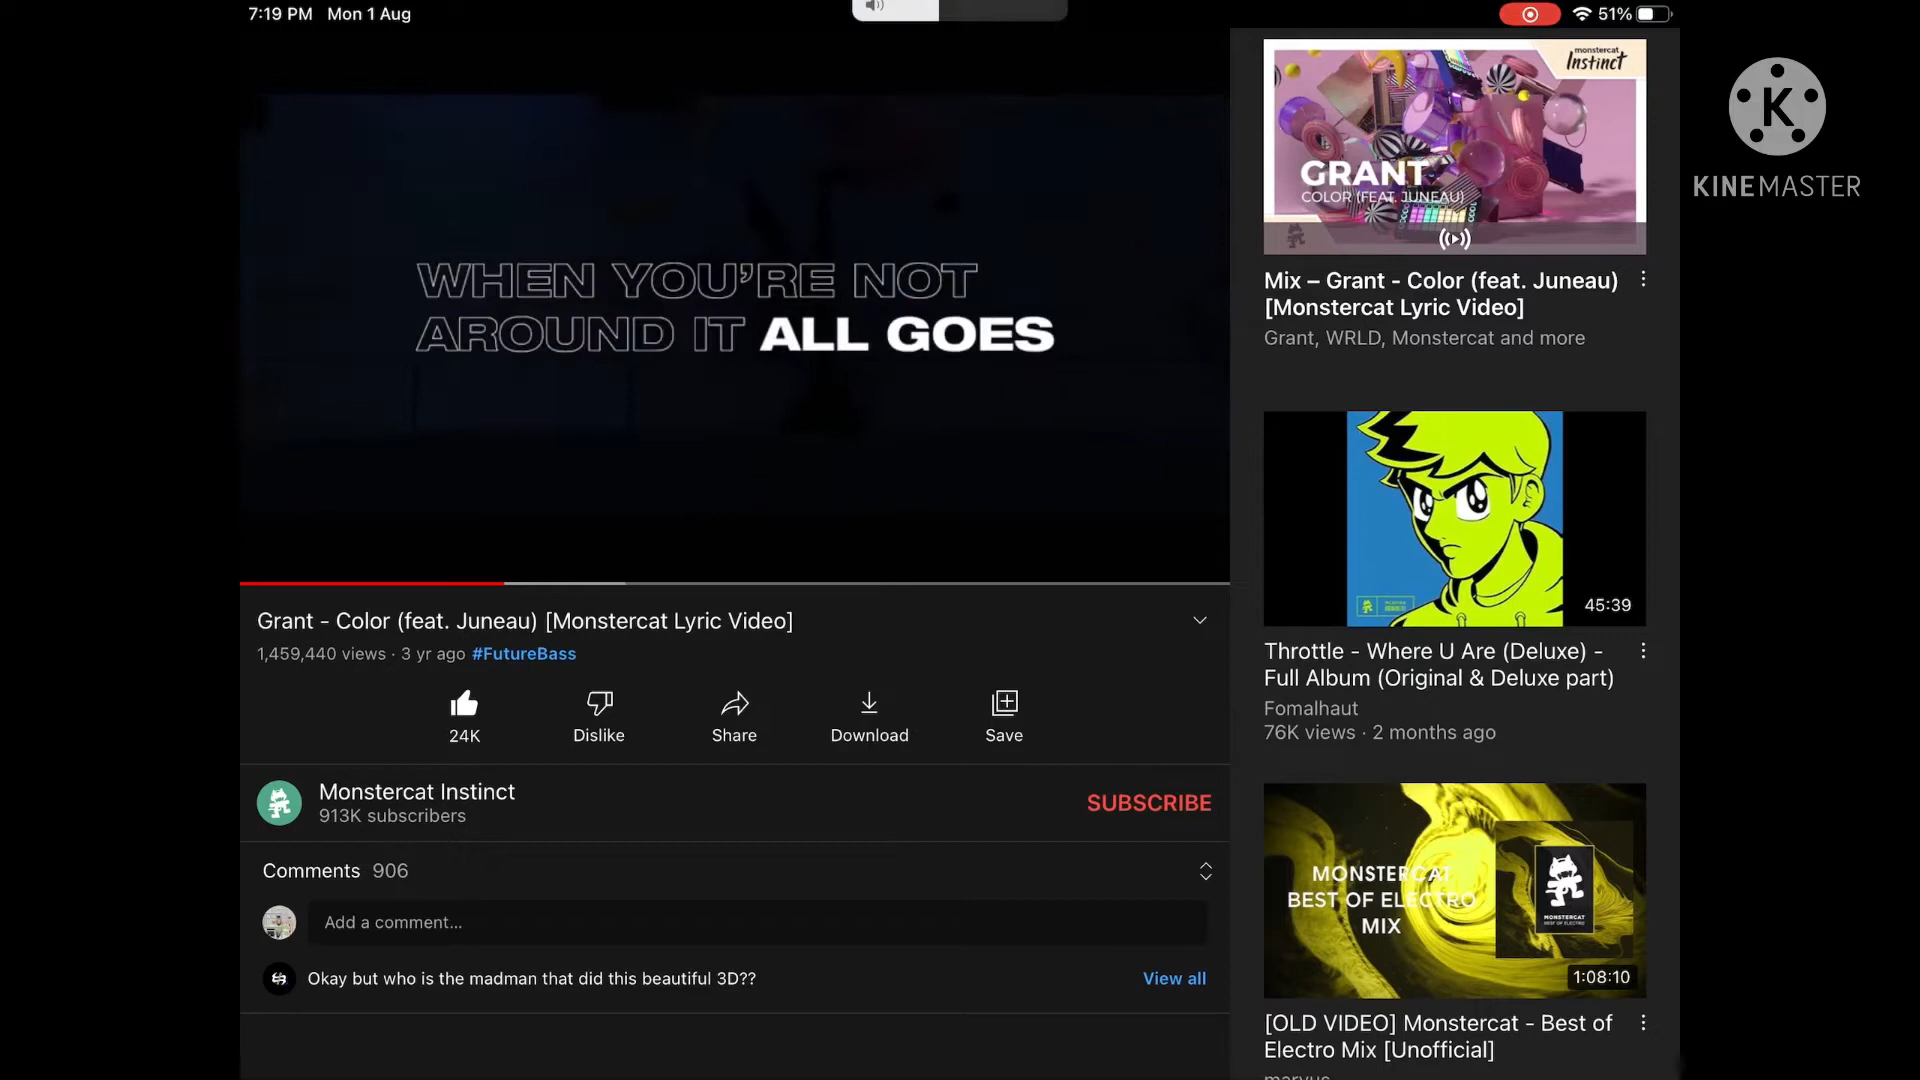 7:19 PM Mon 1 Aug
51%
WHEN YOU'RE NOT
AROUND IT ALL GOES
Grant - Color (feat. Juneau) [Monstercat Lyric Video]
1,459,440 views · 3 yr ago #FutureBass
24K
Dislike
Share
Download
Save
Monstercat Instinct
913K subscribers
SUBSCRIBE
Comments 906
Add a comment...
Okay but who is the madman that did this beautiful 3D??
View all
monstercat
Instinct
GRANT
COLOR (FEAT. JUNEAU)
Mix – Grant - Color (feat. Juneau)
[Monstercat Lyric Video]
Grant, WRLD, Monstercat and more
45:39
Throttle - Where U Are (Deluxe) -
Full Album (Original & Deluxe part)
Fomalhaut
76K views · 2 months ago
MONSTERCAT
BEST OF ELECTRO
MIX
MONSTERCAT
BEST OF ELECTRO
1:08:10
[OLD VIDEO] Monstercat - Best of
Electro Mix [Unofficial]
K
KINEMASTER